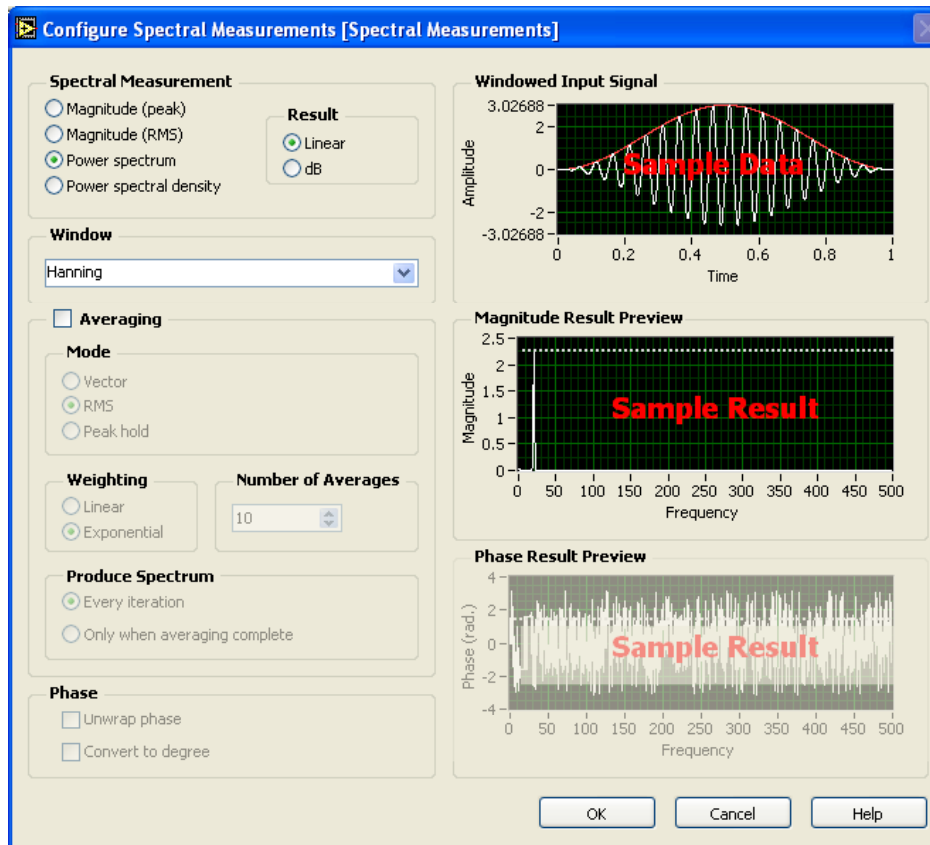 Configure Spectral Measurements [Spectral Measurements]
Spectral Measurement
Magnitude (peak)
Magnitude (RMS)
Power spectrum
Power spectral density
Result
Linear
dB
Window
Hanning
Averaging
Mode
Vector
RMS
Peak hold
Weighting
Linear
Exponential
Number of Averages
10
Produce Spectrum
Every iteration
Only when averaging complete
Phase
Unwrap phase
Convert to degree
Windowed Input Signal
Amplitude
3.02688
2
0
-2
-3.02688
Sample Data
0 0.2 0.4 0.6 0.8 1
Time
Magnitude Result Preview
Magnitude
2.5
2
1.5
1
0.5
0
Sample Result
0 50 100 150 200 250 300 350 400 450 500
Frequency
Phase Result Preview
Phase (rad.)
4
2
0
-2
-4
Sample Result
0 50 100 150 200 250 300 350 400 450 500
Frequency
OK
Cancel
Help